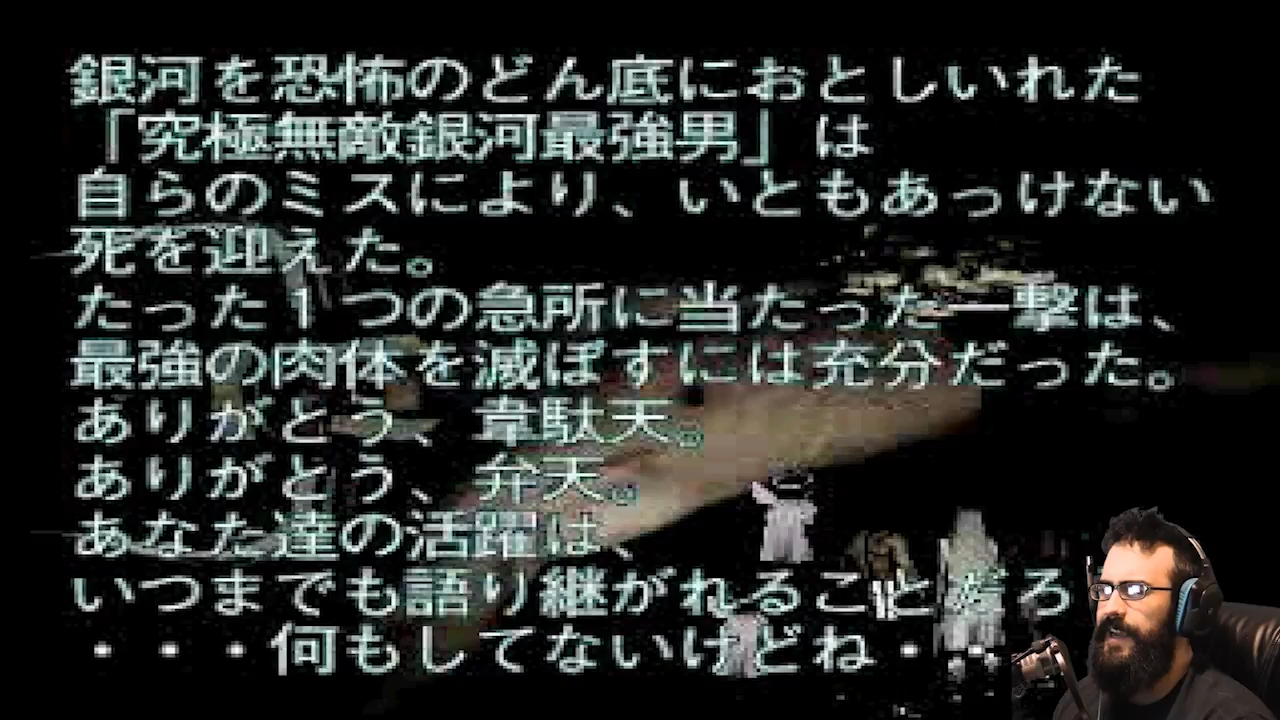 銀河を恐怖のどん底におとしいれた
「究極無敵銀河最強男」は
自らのミスにより、いともあっけない
死を迎えた。
たった１つの急所に当たった一撃は、
最強の肉体を滅ぼすには充分だった。
ありがとう、韋駄天。
ありがとう、弁天。
あなた達の活躍は、
いつまでも語り継がれることだろ
・・・何もしてないけどね・・・